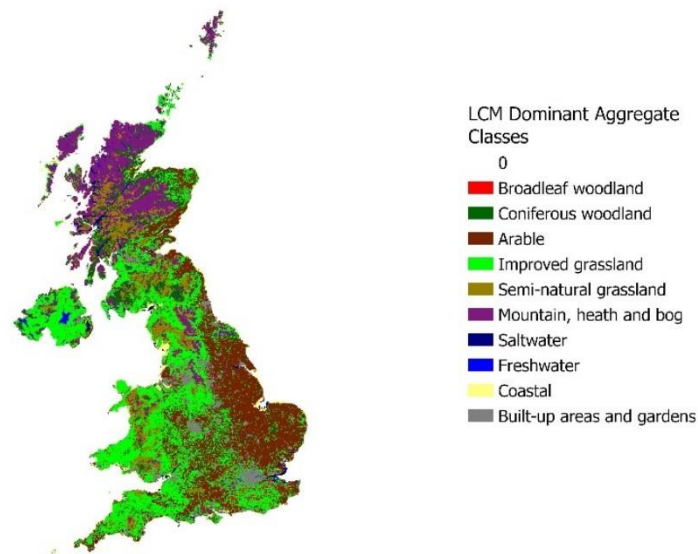 LCM Dominant Aggregate
Classes
0
Broadleaf woodland
Coniferous woodland
Arable
Improved grassland
Semi-natural grassland
Mountain, heath and bog
Saltwater
Freshwater
Coastal
Built-up areas and gardens